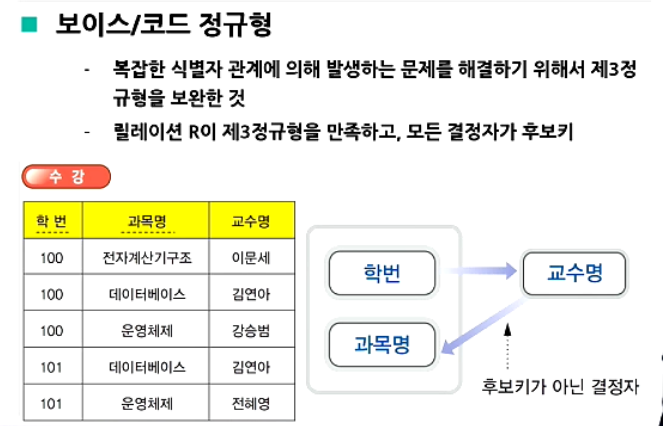 보이스/코드 정규형
- 복잡한 식별자 관계에 의해 발생하는 문제를 해결하기 위해서 제3정
규형을 보완한 것
- 릴레이션 R이 제3정규형을 만족하고, 모든 결정자가 후보키
수 강
학 번 과목명 교수명
100 전자계산기구조 이문세
100 데이터베이스 김연아
100 운영체제 강승범
101 데이터베이스 김연아
101 운영체제 전혜영
학번
교수명
과목명
후보키가 아닌 결정자